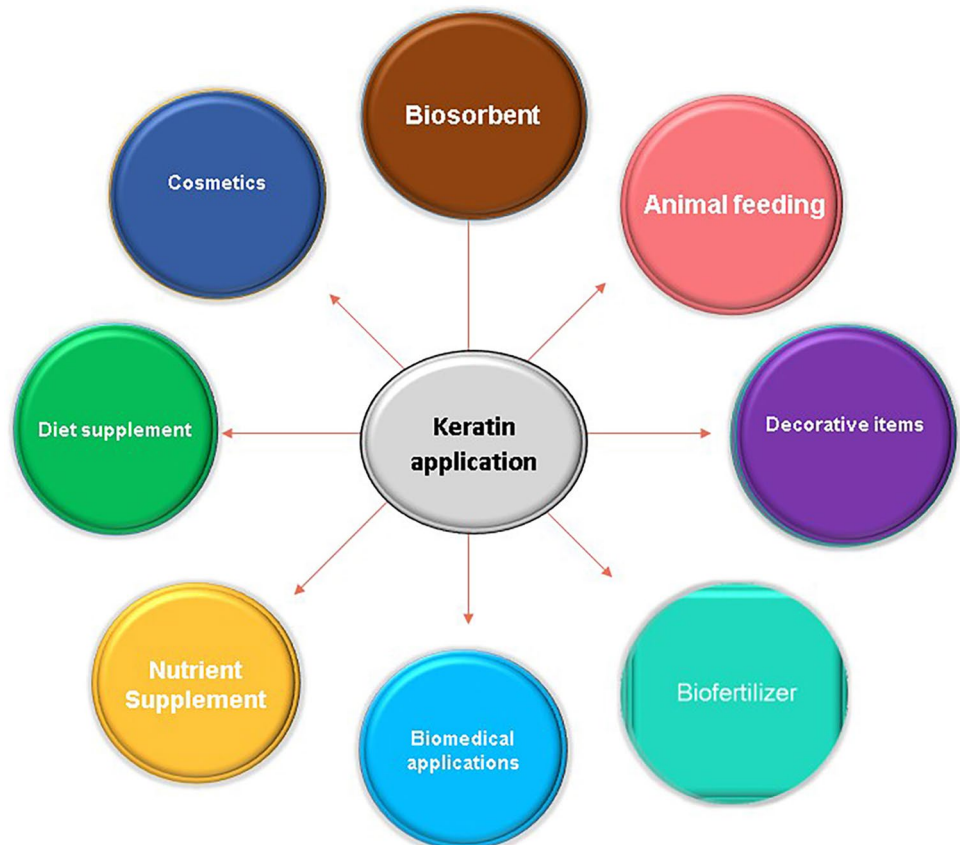 Biosorbent
Cosmetics
Animal feeding
Diet supplement
Keratin
application
Decorative items
Nutrient
Supplement
Biomedical
applications
Biofertilizer